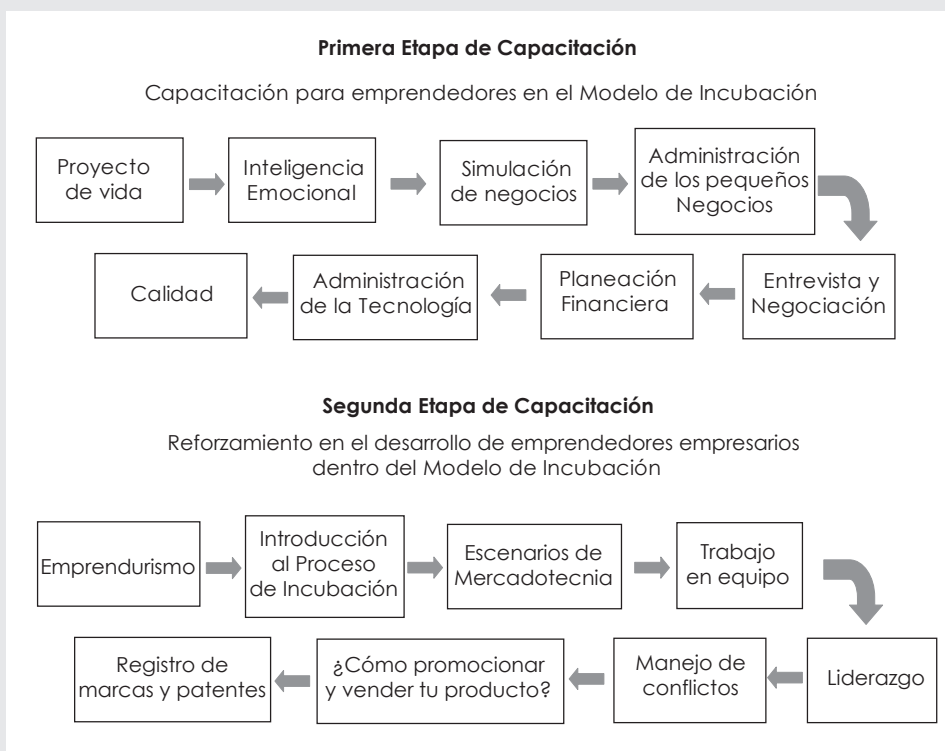 Primera Etapa de Capacitación
Capacitación para emprendedores en el Modelo de Incubación
Proyecto
de vida
Inteligencia
Emocional
Simulación
de negocios
Administración
de los pequeños
Negocios
Entrevista y
Negociación
Planeación
Financiera
Administración
de la Tecnología
Calidad
Segunda Etapa de Capacitación
Reforzamiento en el desarrollo de emprendedores empresarios
dentro del Modelo de Incubación
Emprendurismo
Introducción
al Proceso
de Incubación
Escenarios de
Mercadotecnia
Trabajo
en equipo
Liderazgo
Manejo de
conflictos
¿Cómo promocionar
y vender tu producto?
Registro de
marcas y patentes